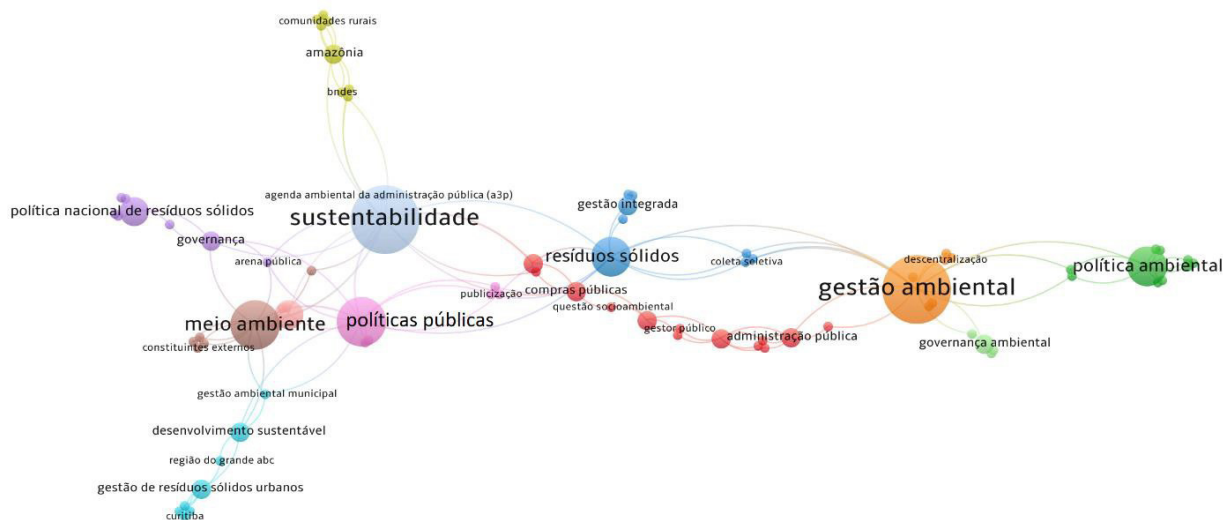 comunidades rurais
amazônia
bndes
agenda ambiental da administração pública (a3p)
sustentabilidade
política nacional de resíduos sólidos
governança
arena pública
gestão integrada
resíduos sólidos
coleta seletiva
descentralização
política ambiental
gestão ambiental
publicização
compras públicas
questão socioambiental
meio ambiente
políticas públicas
gestor público
administração pública
governança ambiental
constituintes externos
gestão ambiental municipal
desenvolvimento sustentável
região do grande abc
gestão de resíduos sólidos urbanos
curitiba